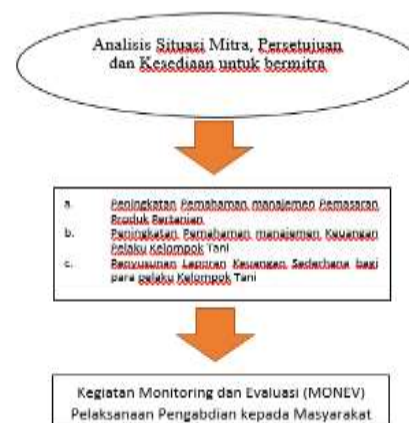 Analisis Situasi Mitra, Persetujuan
dan Kesediaan untuk bermitra
a. Peningkatan Pemahaman manajemen Pemasaran
Produk Pertanian
b. Peningkatan Pemahaman manajemen Keuangan
Pelaku Kelompok Tani
c. Penyusunan Laporan Keuangan Sederhana bagi
para pelaku Kelompok Tani
Kegiatan Monitoring dan Evaluasi (MONEV)
Pelaksanaan Pengabdian kepada Masyarakat